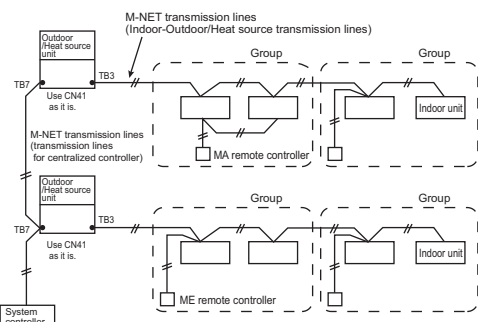 M-NET transmission lines
(Indoor-Outdoor/Heat source transmission lines)
Outdoor
/Heat source
unit
Group
Group
TB7
TB3
Use CN41
as it is.
Indoor unit
M-NET transmission lines
(transmission lines
for centralized controller)
MA remote controller
Outdoor
/Heat source
unit
Group
Group
TB7
TB3
Use CN41
as it is.
Indoor unit
ME remote controller
System
controller